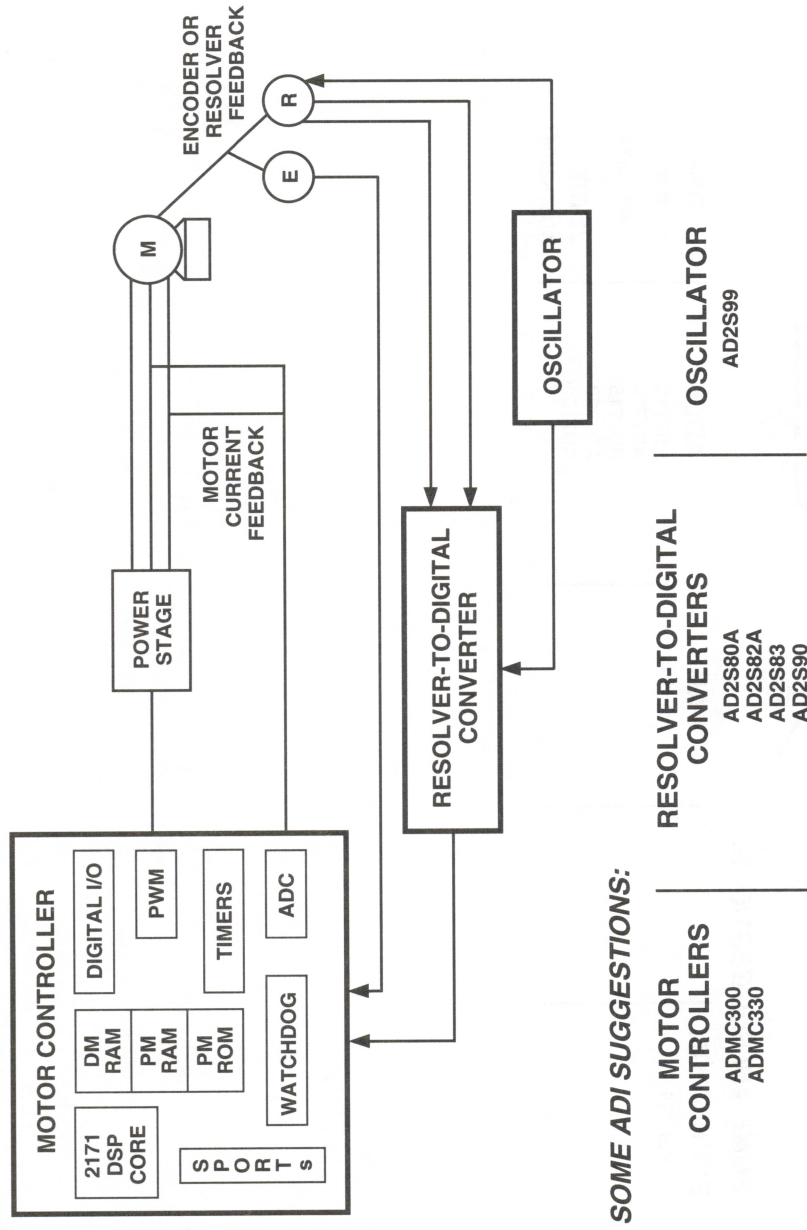 MOTOR CONTROLLER
2171
DSP
CORE
DM
RAM
PM
RAM
PM
ROM
DIGITAL I/O
PWM
TIMERS
ADC
S
P
O
R
T
s
WATCHDOG
POWER
STAGE
MOTOR
CURRENT
FEEDBACK
M
ENCODER OR
RESOLVER
FEEDBACK
E
R
RESOLVER-TO-DIGITAL
CONVERTER
OSCILLATOR
SOME ADI SUGGESTIONS:
MOTOR
CONTROLLERS
ADMC300
ADMC330
RESOLVER-TO-DIGITAL
CONVERTERS
AD2S80A
AD2S82A
AD2S83
AD2S90
OSCILLATOR
AD2S99